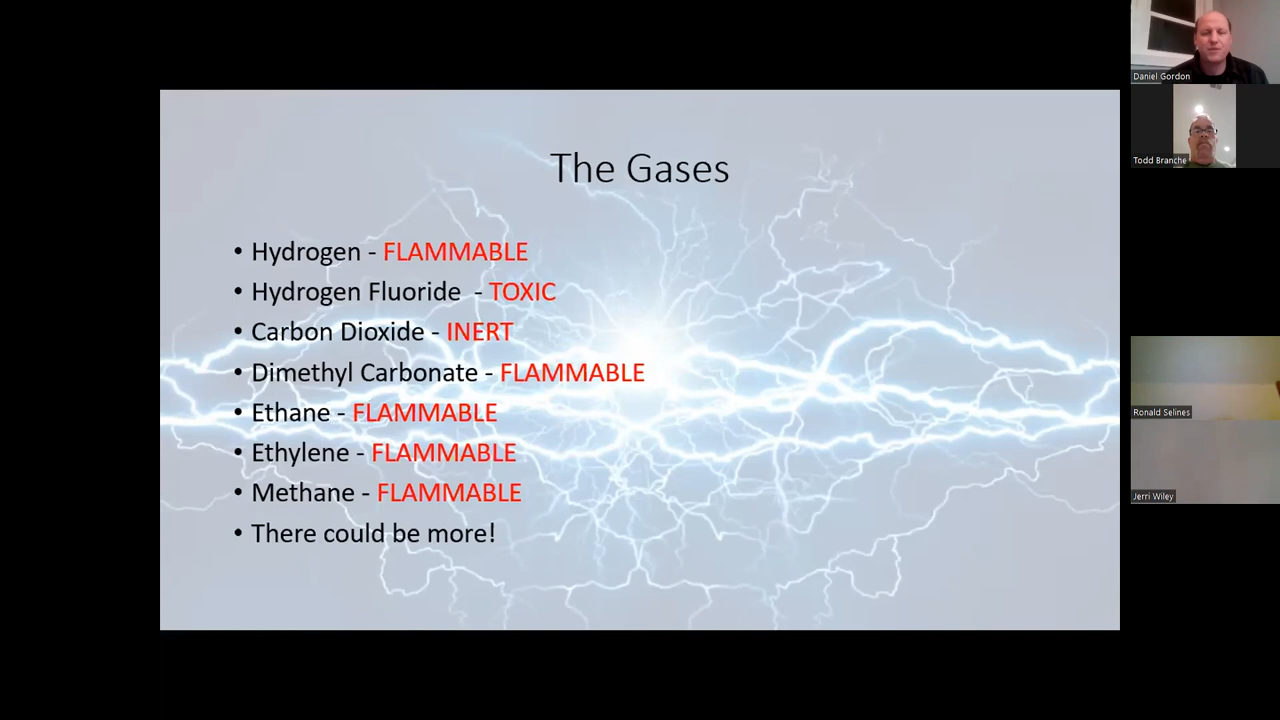 The Gases
• Hydrogen - FLAMMABLE
• Hydrogen Fluoride  - TOXIC
• Carbon Dioxide - INERT
• Dimethyl Carbonate - FLAMMABLE
• Ethane - FLAMMABLE
• Ethylene - FLAMMABLE
• Methane - FLAMMABLE
• There could be more!
Daniel Gordon
Todd Branche
Ronald Selines
Jerri Wiley